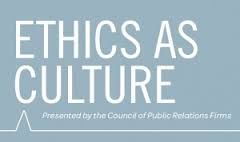 ETHICS AS
CULTURE
Presented by the Council of Public Relations Firms